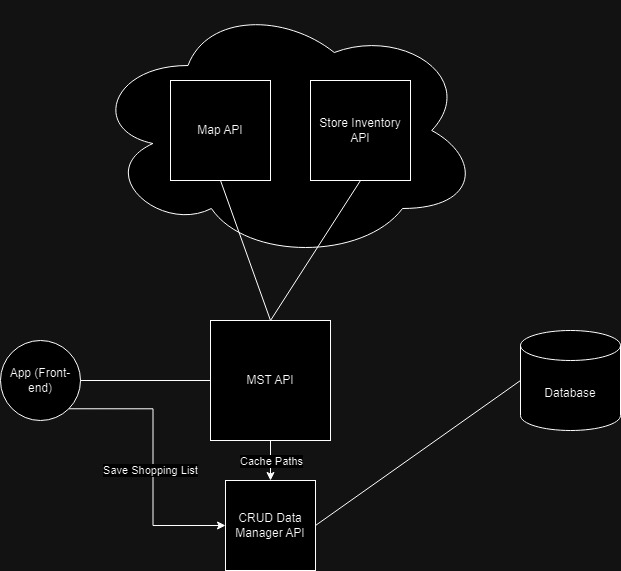 Map API
Store Inventory
API
App (Front-
end)
MST API
Database
Cache Paths
Save Shopping List
CRUD Data
Manager API